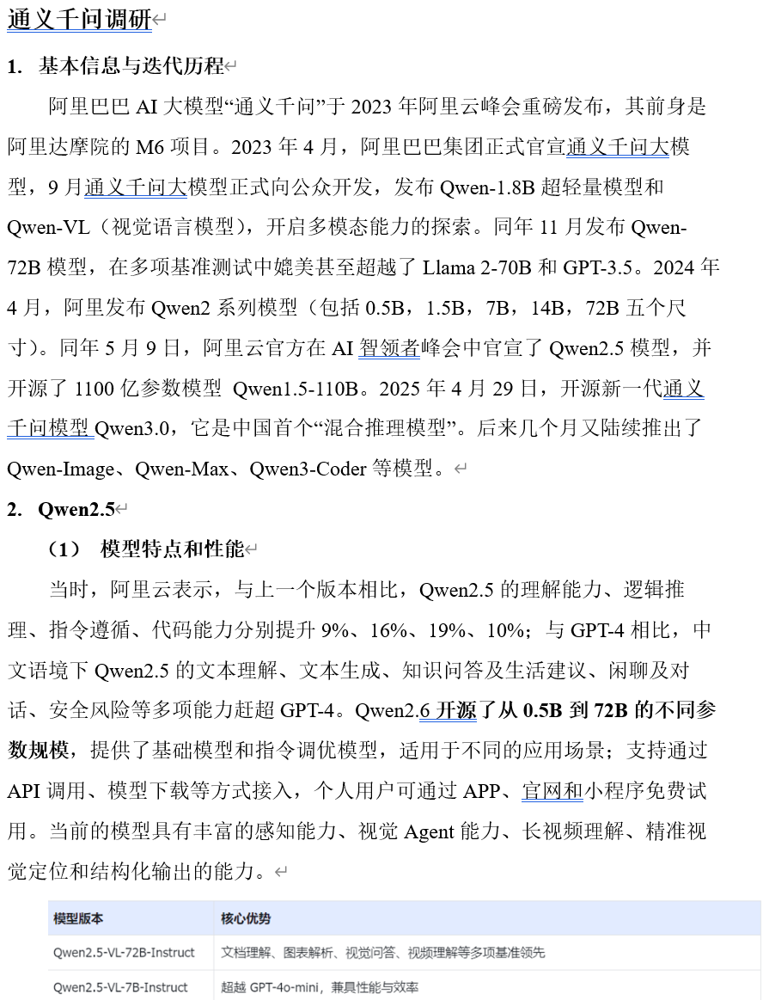 通义千问调研
1. 基本信息与迭代历程
阿里巴巴 AI 大模型“通义千问”于 2023 年阿里云峰会重磅发布，其前身是
阿里达摩院的 M6 项目。2023 年 4 月，阿里巴巴集团正式官宣通义千问大模
型，9 月通义千问大模型正式向公众开发，发布 Qwen-1.8B 超轻量模型和
Qwen-VL（视觉语言模型），开启多模态能力的探索。同年 11 月发布 Qwen-
72B 模型，在多项基准测试中媲美甚至超越了 Llama 2-70B 和 GPT-3.5。2024 年
4 月，阿里发布 Qwen2 系列模型（包括 0.5B，1.5B，7B，14B，72B 五个尺
寸）。同年 5 月 9 日，阿里云官方在 AI 智领者峰会中官宣了 Qwen2.5 模型，并
开源了 1100 亿参数模型 Qwen1.5-110B。2025 年 4 月 29 日，开源新一代通义
千问模型 Qwen3.0，它是中国首个“混合推理模型”。后来几个月又陆续推出了
Qwen-Image、Qwen-Max、Qwen3-Coder 等模型。
2. Qwen2.5
（1） 模型特点和性能
当时，阿里云表示，与上一个版本相比，Qwen2.5 的理解能力、逻辑推
理、指令遵循、代码能力分别提升 9%、16%、19%、10%；与 GPT-4 相比，中
文语境下 Qwen2.5 的文本理解、文本生成、知识问答及生活建议、闲聊及对
话、安全风险等多项能力赶超 GPT-4。Qwen2.6 开源了从 0.5B 到 72B 的不同参
数规模，提供了基础模型和指令调优模型，适用于不同的应用场景；支持通过
API 调用、模型下载等方式接入，个人用户可通过 APP、官网和小程序免费试
用。当前的模型具有丰富的感知能力、视觉 Agent 能力、长视频理解、精准视
觉定位和结构化输出的能力。
模型版本 核心优势
Qwen2.5-VL-72B-Instruct 文档理解、图表解析、视觉问答、视频理解等多项基准领先
Qwen2.5-VL-7B-Instruct 超越 GPT-4o-mini，兼具性能与效率